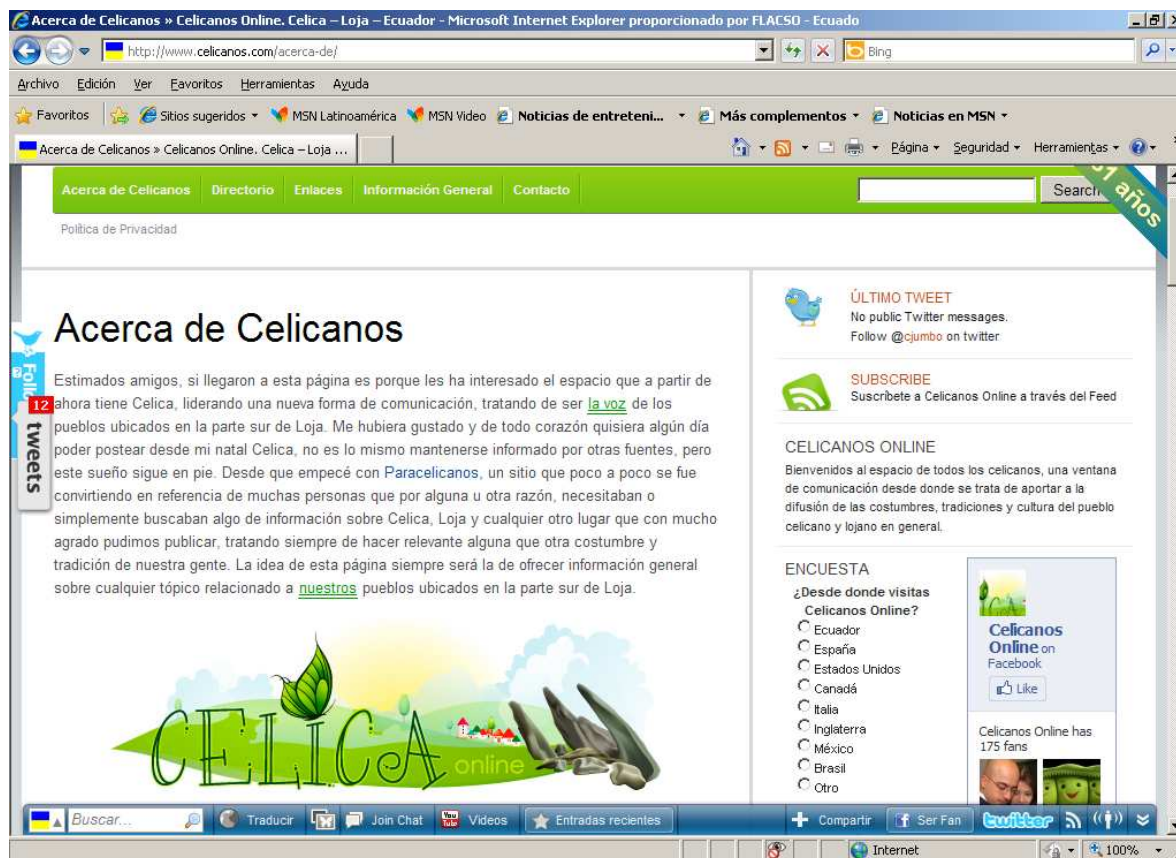 Acerca de Celicanos » Celicanos Online. Celica – Loja – Ecuador - Microsoft Internet Explorer proporcionado por FLACSO - Ecuado
http://www.celicanos.com/acerca-de/
Bing
Archivo Edición Ver Favoritos Herramientas Ayuda
Favoritos Sitios sugeridos MSN Latinoamérica MSN Video Noticias de entreteni... Más complementos Noticias en MSN
Acerca de Celicanos » Celicanos Online. Celica – Loja ...
Página Seguridad Herramientas
Acerca de Celicanos Directorio Enlaces Información General Contacto
Search
años
Política de Privacidad
Acerca de Celicanos
Estimados amigos, si llegaron a esta página es porque les ha interesado el espacio que a partir de
ahora tiene Celica, liderando una nueva forma de comunicación, tratando de ser la voz de los
pueblos ubicados en la parte sur de Loja. Me hubiera gustado y de todo corazón quisiera algún día
poder postear desde mi natal Celica, no es lo mismo mantenerse informado por otras fuentes, pero
este sueño sigue en pie. Desde que empecé con Paracelicanos, un sitio que poco a poco se fue
convirtiendo en referencia de muchas personas que por alguna u otra razón, necesitaban o
simplemente buscaban algo de información sobre Celica, Loja y cualquier otro lugar que con mucho
agrado pudimos publicar, tratando siempre de hacer relevante alguna que otra costumbre y
tradición de nuestra gente. La idea de esta página siempre será la de ofrecer información general
sobre cualquier tópico relacionado a nuestros pueblos ubicados en la parte sur de Loja.
CELICA
online
Follo
12
tweets
ÚLTIMO TWEET
No public Twitter messages.
Follow @cjumbo on twitter
SUBSCRIBE
Suscríbete a Celicanos Online a través del Feed
CELICANOS ONLINE
Bienvenidos al espacio de todos los celicanos, una ventana
de comunicación desde donde se trata de aportar a la
difusión de las costumbres, tradiciones y cultura del pueblo
celicano y lojano en general.
ENCUESTA
¿Desde donde visitas
Celicanos Online?
Ecuador
España
Estados Unidos
Canadá
Italia
Inglaterra
México
Brasil
Otro
Celicanos
Online on
Facebook
Like
Celicanos Online has
175 fans
Buscar... Traducir Join Chat You Tube Videos Entradas recientes Compartir Ser Fan twitter
Internet
100%